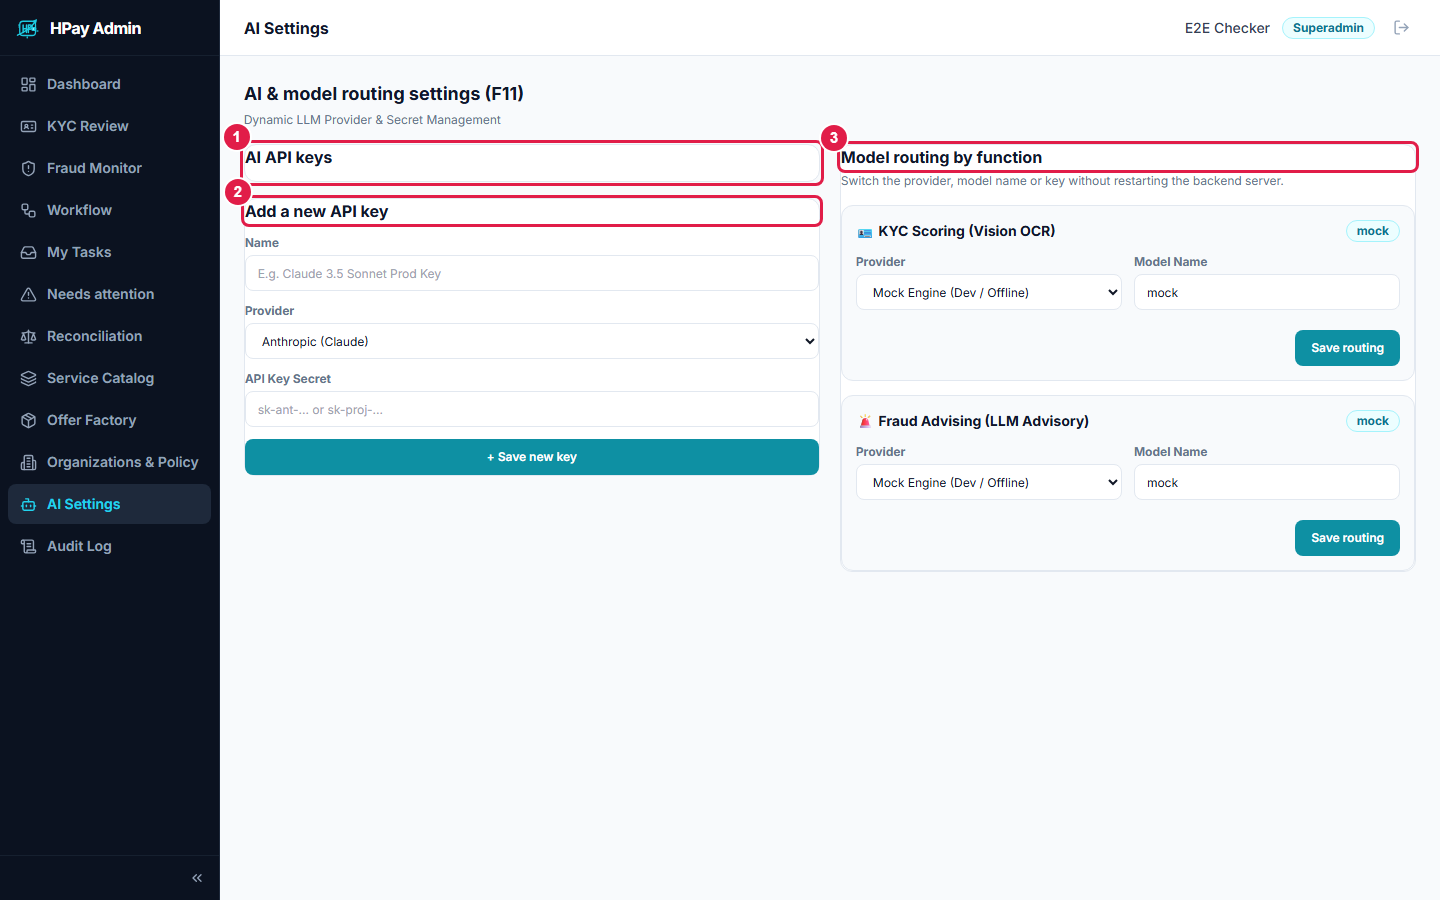 HPay Admin
Dashboard
KYC Review
Fraud Monitor
Workflow
My Tasks
Needs attention
Reconciliation
Service Catalog
Offer Factory
Organizations & Policy
AI Settings
Audit Log
«
AI Settings
E2E Checker
Superadmin
AI & model routing settings (F11)
Dynamic LLM Provider & Secret Management
1
AI API keys
2
Add a new API key
Name
E.g. Claude 3.5 Sonnet Prod Key
Provider
Anthropic (Claude)
API Key Secret
sk-ant-... or sk-proj-...
+ Save new key
3
Model routing by function
Switch the provider, model name or key without restarting the backend server.
KYC Scoring (Vision OCR)
mock
Provider
Model Name
Mock Engine (Dev / Offline)
mock
Save routing
Fraud Advising (LLM Advisory)
mock
Provider
Model Name
Mock Engine (Dev / Offline)
mock
Save routing